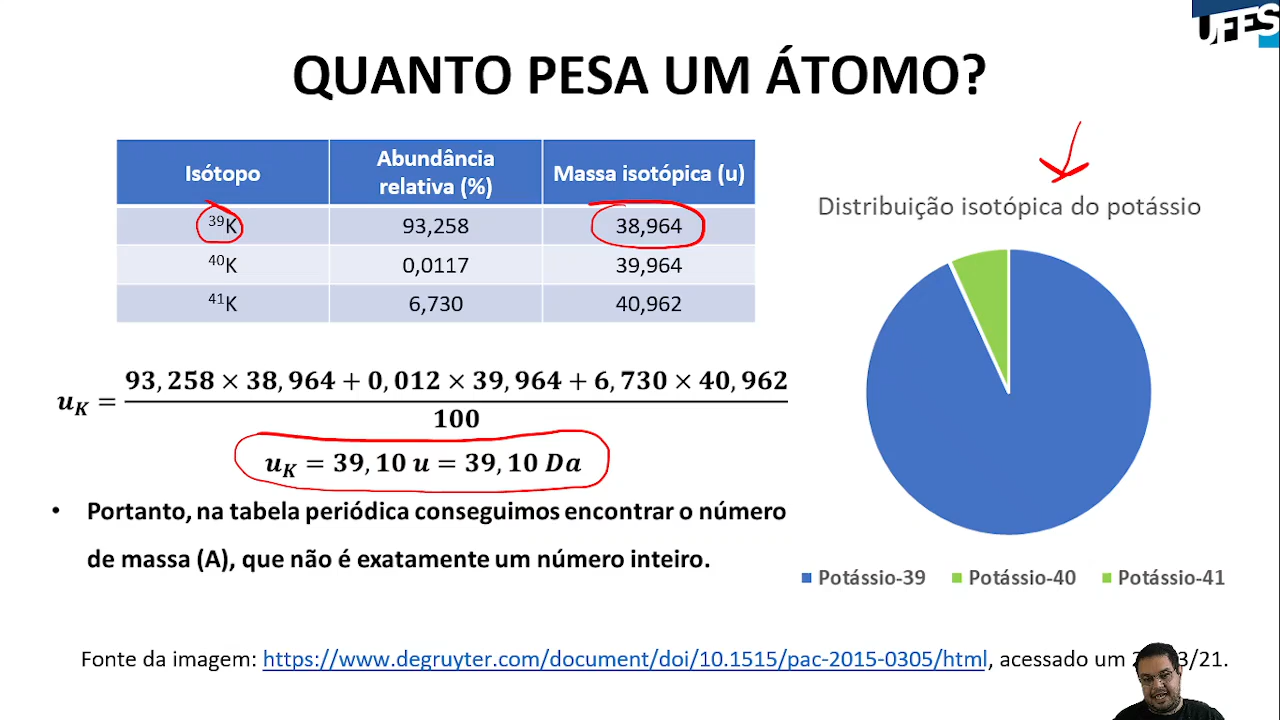 UFES
QUANTO PESA UM ÁTOMO?
Isótopo Abundância relativa (%) Massa isotópica (u)
³⁹K 93,258 38,964
⁴⁰K 0,0117 39,964
⁴¹K 6,730 40,962
Distribuição isotópica do potássio
u_K = (93,258 × 38,964 + 0,012 × 39,964 + 6,730 × 40,962) / 100
u_K = 39,10 u = 39,10 Da
• Portanto, na tabela periódica conseguimos encontrar o número
de massa (A), que não é exatamente um número inteiro.
Potássio-39 Potássio-40 Potássio-41
Fonte da imagem: https://www.degruyter.com/document/doi/10.1515/pac-2015-0305/html, acessado um